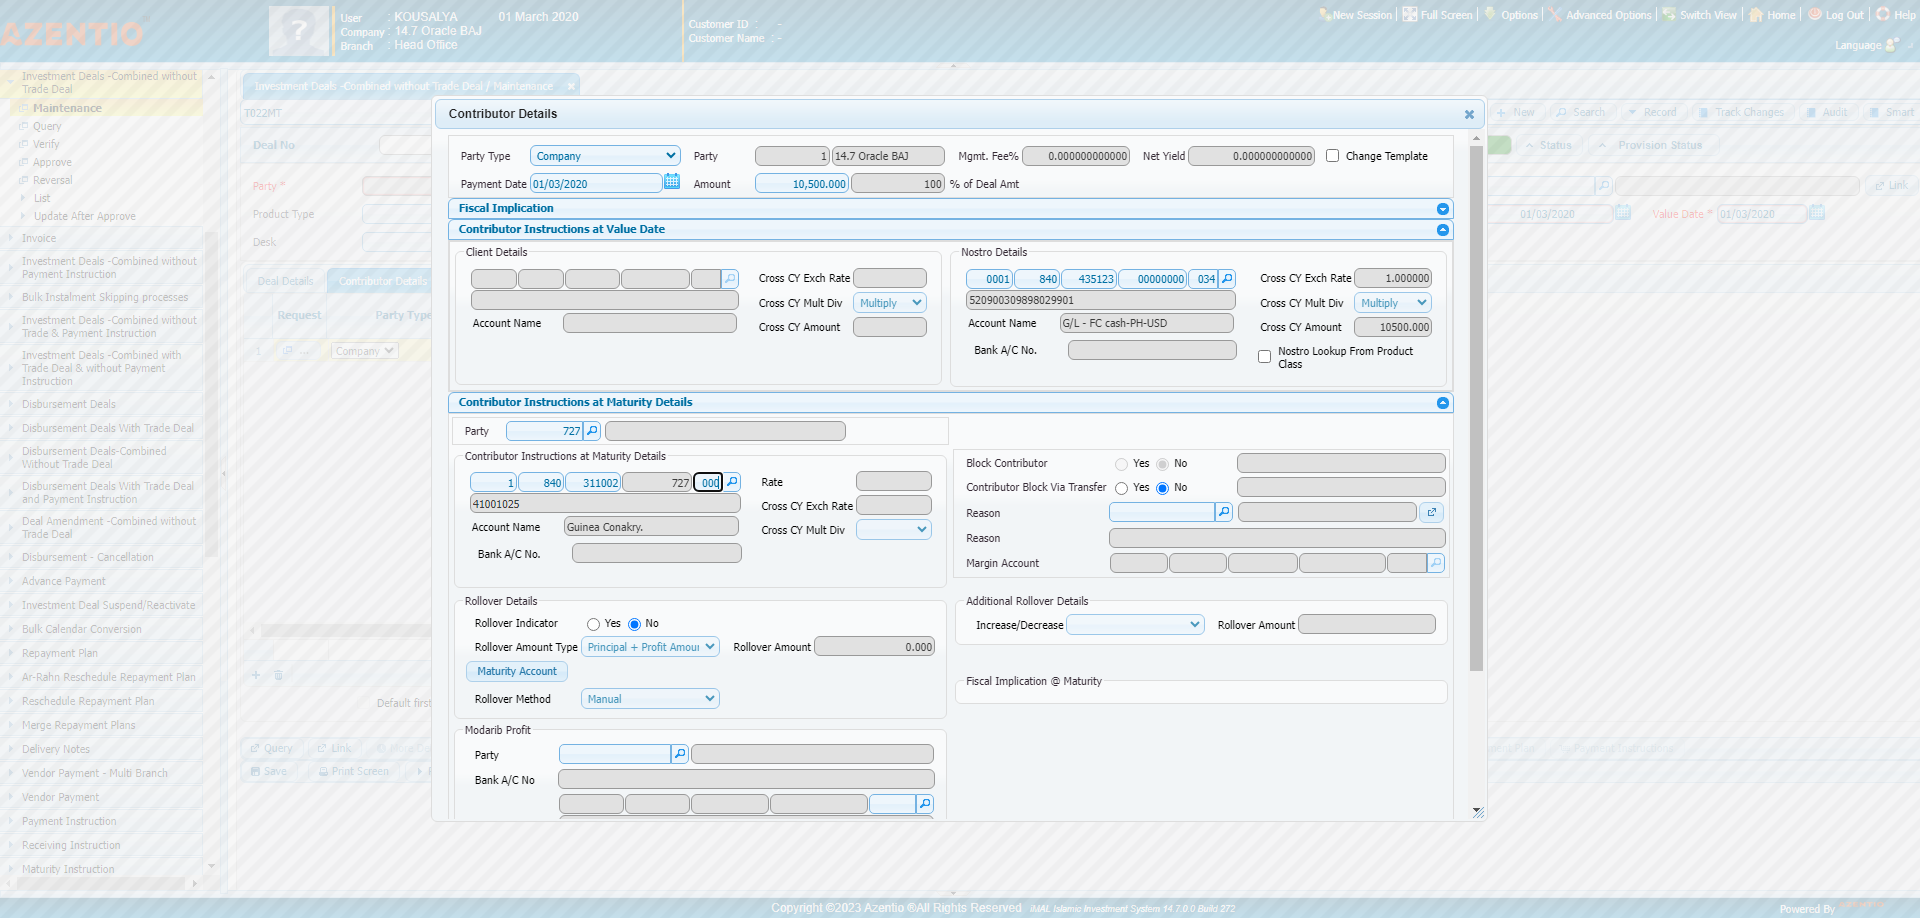 AZENTIO
User : KOUSALYA 01 March 2020
Company : 14.7 Oracle BAJ
Branch : Head Office
Customer ID : -
Customer Name : -
New Session Full Screen Options Advanced Options Switch View Home Log Out Help
Language
Investment Deals -Combined without Trade Deal
Maintenance
Query
Verify
Approve
Reversal
List
Update After Approve
Invoice
Investment Deals -Combined without Payment Instruction
Bulk Instalment Skipping processes
Investment Deals -Combined without Trade & Payment Instruction
Investment Deals -Combined with Trade Deal & without Payment Instruction
Disbursement Deals
Disbursement Deals With Trade Deal
Disbursement Deals-Combined Without Trade Deal
Disbursement Deals With Trade Deal and Payment Instruction
Deal Amendment -Combined without Trade Deal
Disbursement - Cancellation
Advance Payment
Investment Deal Suspend/Reactivate
Bulk Calendar Conversion
Repayment Plan
Ar-Rahn Reschedule Repayment Plan
Reschedule Repayment Plan
Merge Repayment Plans
Delivery Notes
Vendor Payment - Multi Branch
Vendor Payment
Payment Instruction
Receiving Instruction
Maturity Instruction
Investment Deals -Combined without Trade Deal / Maintenance
T022MT
New Search Record Track Changes Audit Smart
Deal No
Status Provision Status
Party *
Link
Product Type
01/03/2020 Value Date * 01/03/2020
Desk
Deal Details Contributor Details
Request Party Type
1 ... Company
Default first
Query Link
Save Print Screen
Contributor Details
Party Type Company Party 1 14.7 Oracle BAJ Mgmt. Fee% 0.000000000000 Net Yield 0.000000000000 Change Template
Payment Date 01/03/2020 Amount 10,500.000 100 % of Deal Amt
Fiscal Implication
Contributor Instructions at Value Date
Client Details
Cross CY Exch Rate
Cross CY Mult Div Multiply
Account Name
Cross CY Amount
Nostro Details
0001 840 435123 00000000 034 Cross CY Exch Rate 1.000000
520900309898029901 Cross CY Mult Div Multiply
Account Name G/L - FC cash-PH-USD Cross CY Amount 10500.000
Bank A/C No.
Nostro Lookup From Product Class
Contributor Instructions at Maturity Details
Party 727
Contributor Instructions at Maturity Details
1 840 311002 727 000 Rate
41001025 Cross CY Exch Rate
Account Name Guinea Conakry. Cross CY Mult Div
Bank A/C No.
Block Contributor Yes No
Contributor Block Via Transfer Yes No
Reason
Reason
Margin Account
Rollover Details
Rollover Indicator Yes No
Rollover Amount Type Principal + Profit Amou Rollover Amount 0.000
Maturity Account
Rollover Method Manual
Additional Rollover Details
Increase/Decrease Rollover Amount
Fiscal Implication @ Maturity
Modarib Profit
Party
Bank A/C No
Copyright ©2023 Azentio ®All Rights Reserved iMAL Islamic Investment System 14.7.0.0 Build 272
Powered By